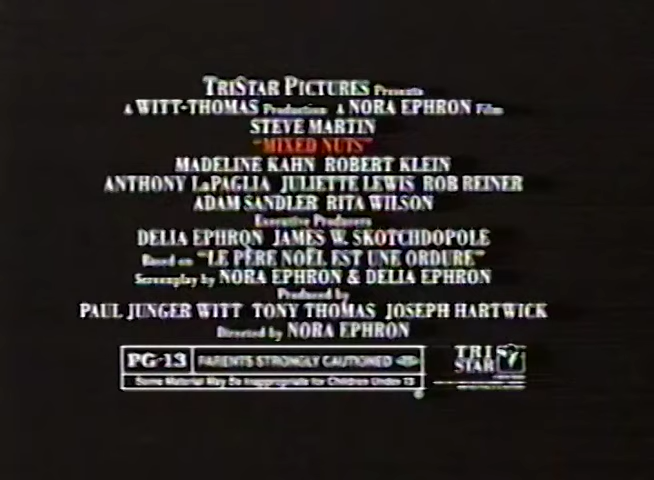 TRISTAR PICTURES Presents
A WITT-THOMAS Production A NORA EPHRON Film
STEVE MARTIN
"MIXED NUTS"
MADELINE KAHN ROBERT KLEIN
ANTHONY LaPAGLIA JULIETTE LEWIS ROB REINER
ADAM SANDLER RITA WILSON
Executive Producers
DELIA EPHRON JAMES W. SKOTCHDOPOLE
Based on "LE PÈRE NOËL EST UNE ORDURE"
Screenplay by NORA EPHRON & DELIA EPHRON
Produced by
PAUL JUNGER WITT TONY THOMAS JOSEPH HARTWICK
Directed by NORA EPHRON
PG-13 PARENTS STRONGLY CAUTIONED
Some Material May Be Inappropriate for Children Under 13
TRI
STAR